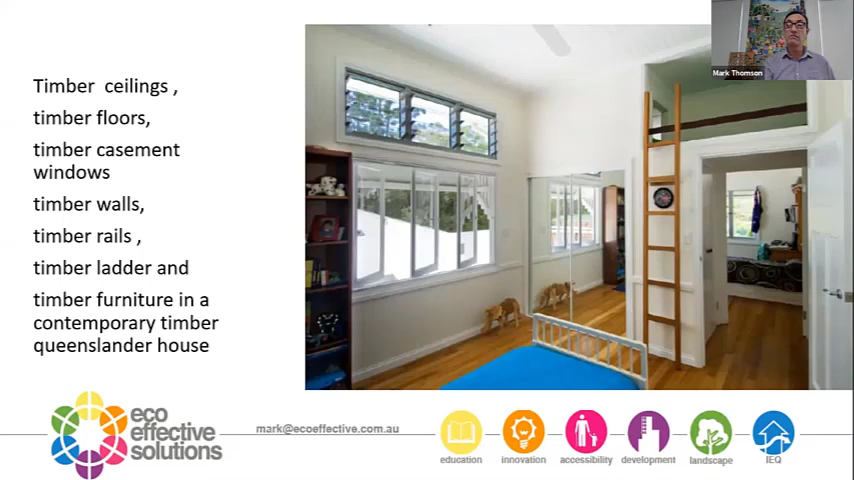 Mark Thomson
Timber ceilings ,
timber floors,
timber casement
windows
timber walls,
timber rails ,
timber ladder and
timber furniture in a
contemporary timber
queenslander house
eco
effective
solutions
mark@ecoeffective.com.au
education
innovation
accessibility
development
landscape
IEQ